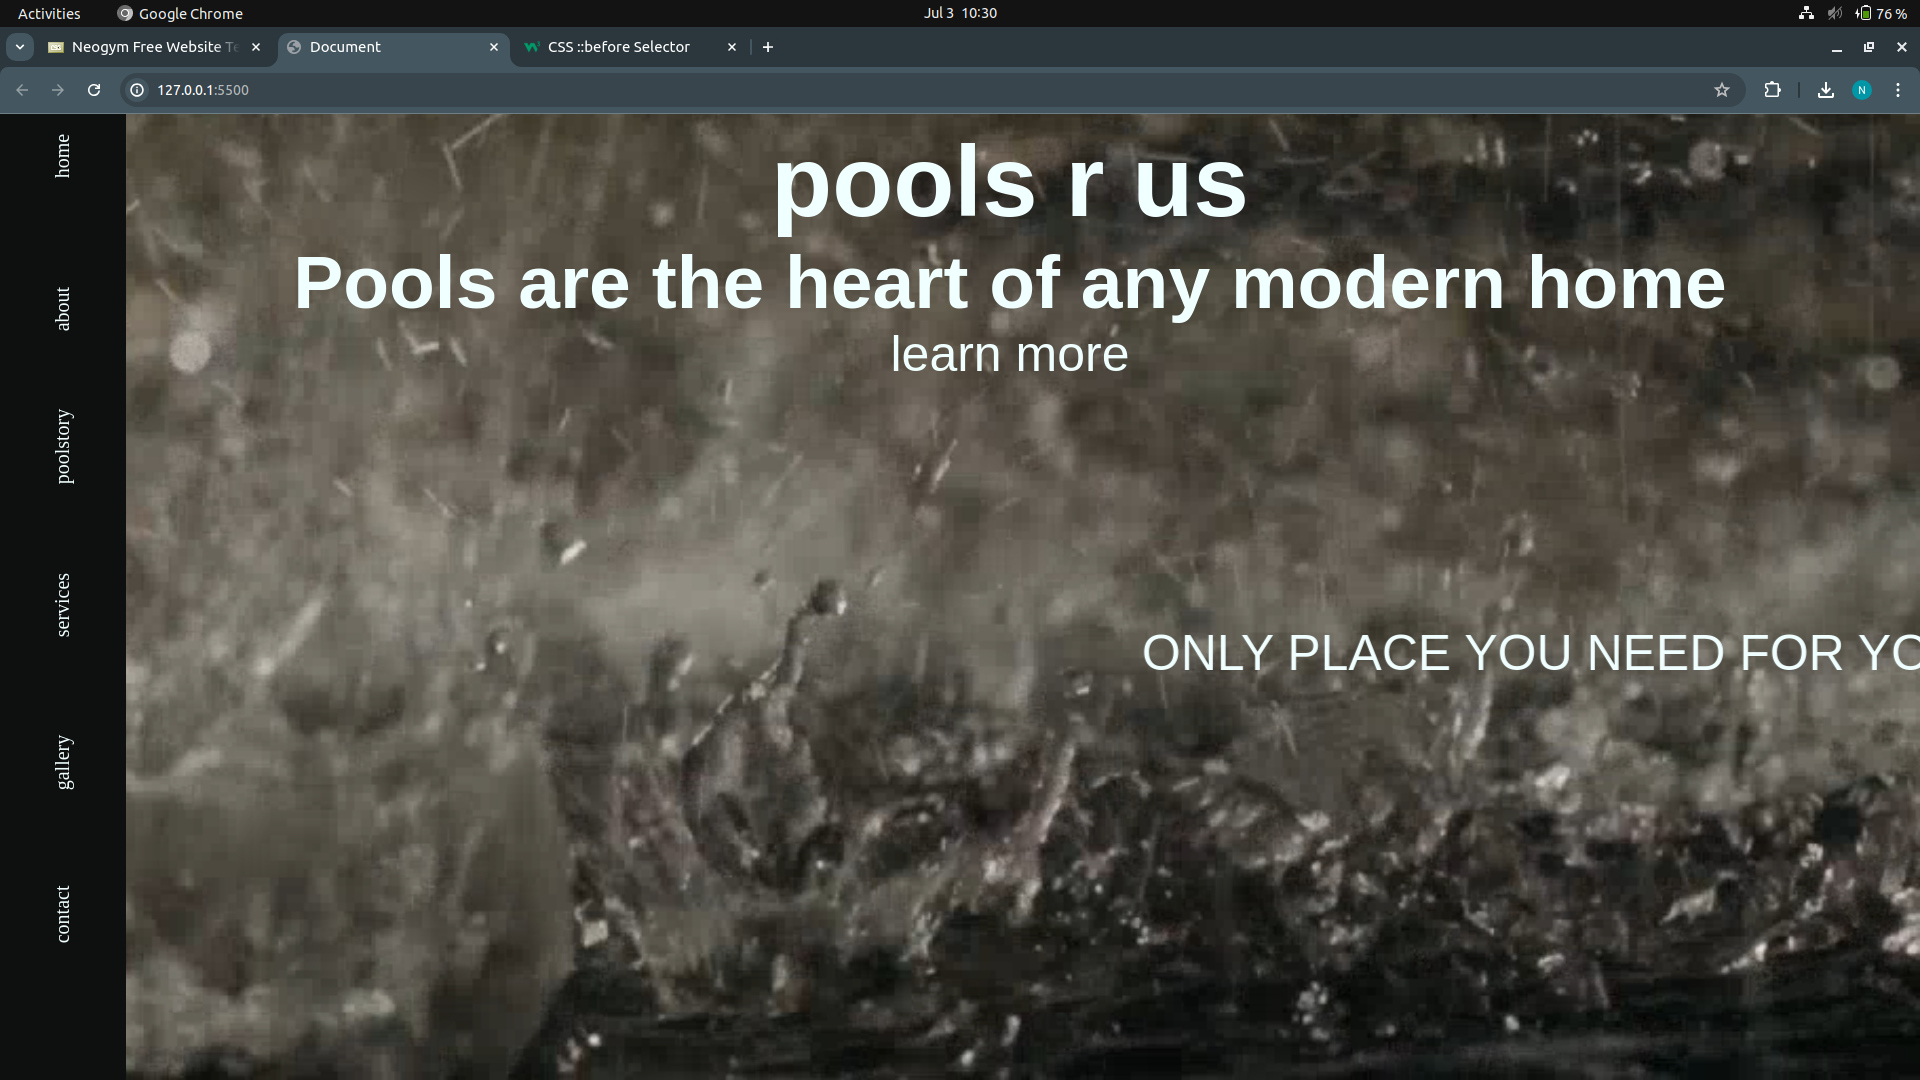 Activities
Google Chrome
Jul 3 10:30
76 %
Neogym Free Website Te
Document
CSS ::before Selector
127.0.0.1:5500
N
home
about
poolstory
services
gallery
contact
pools r us
Pools are the heart of any modern home
learn more
ONLY PLACE YOU NEED FOR YO